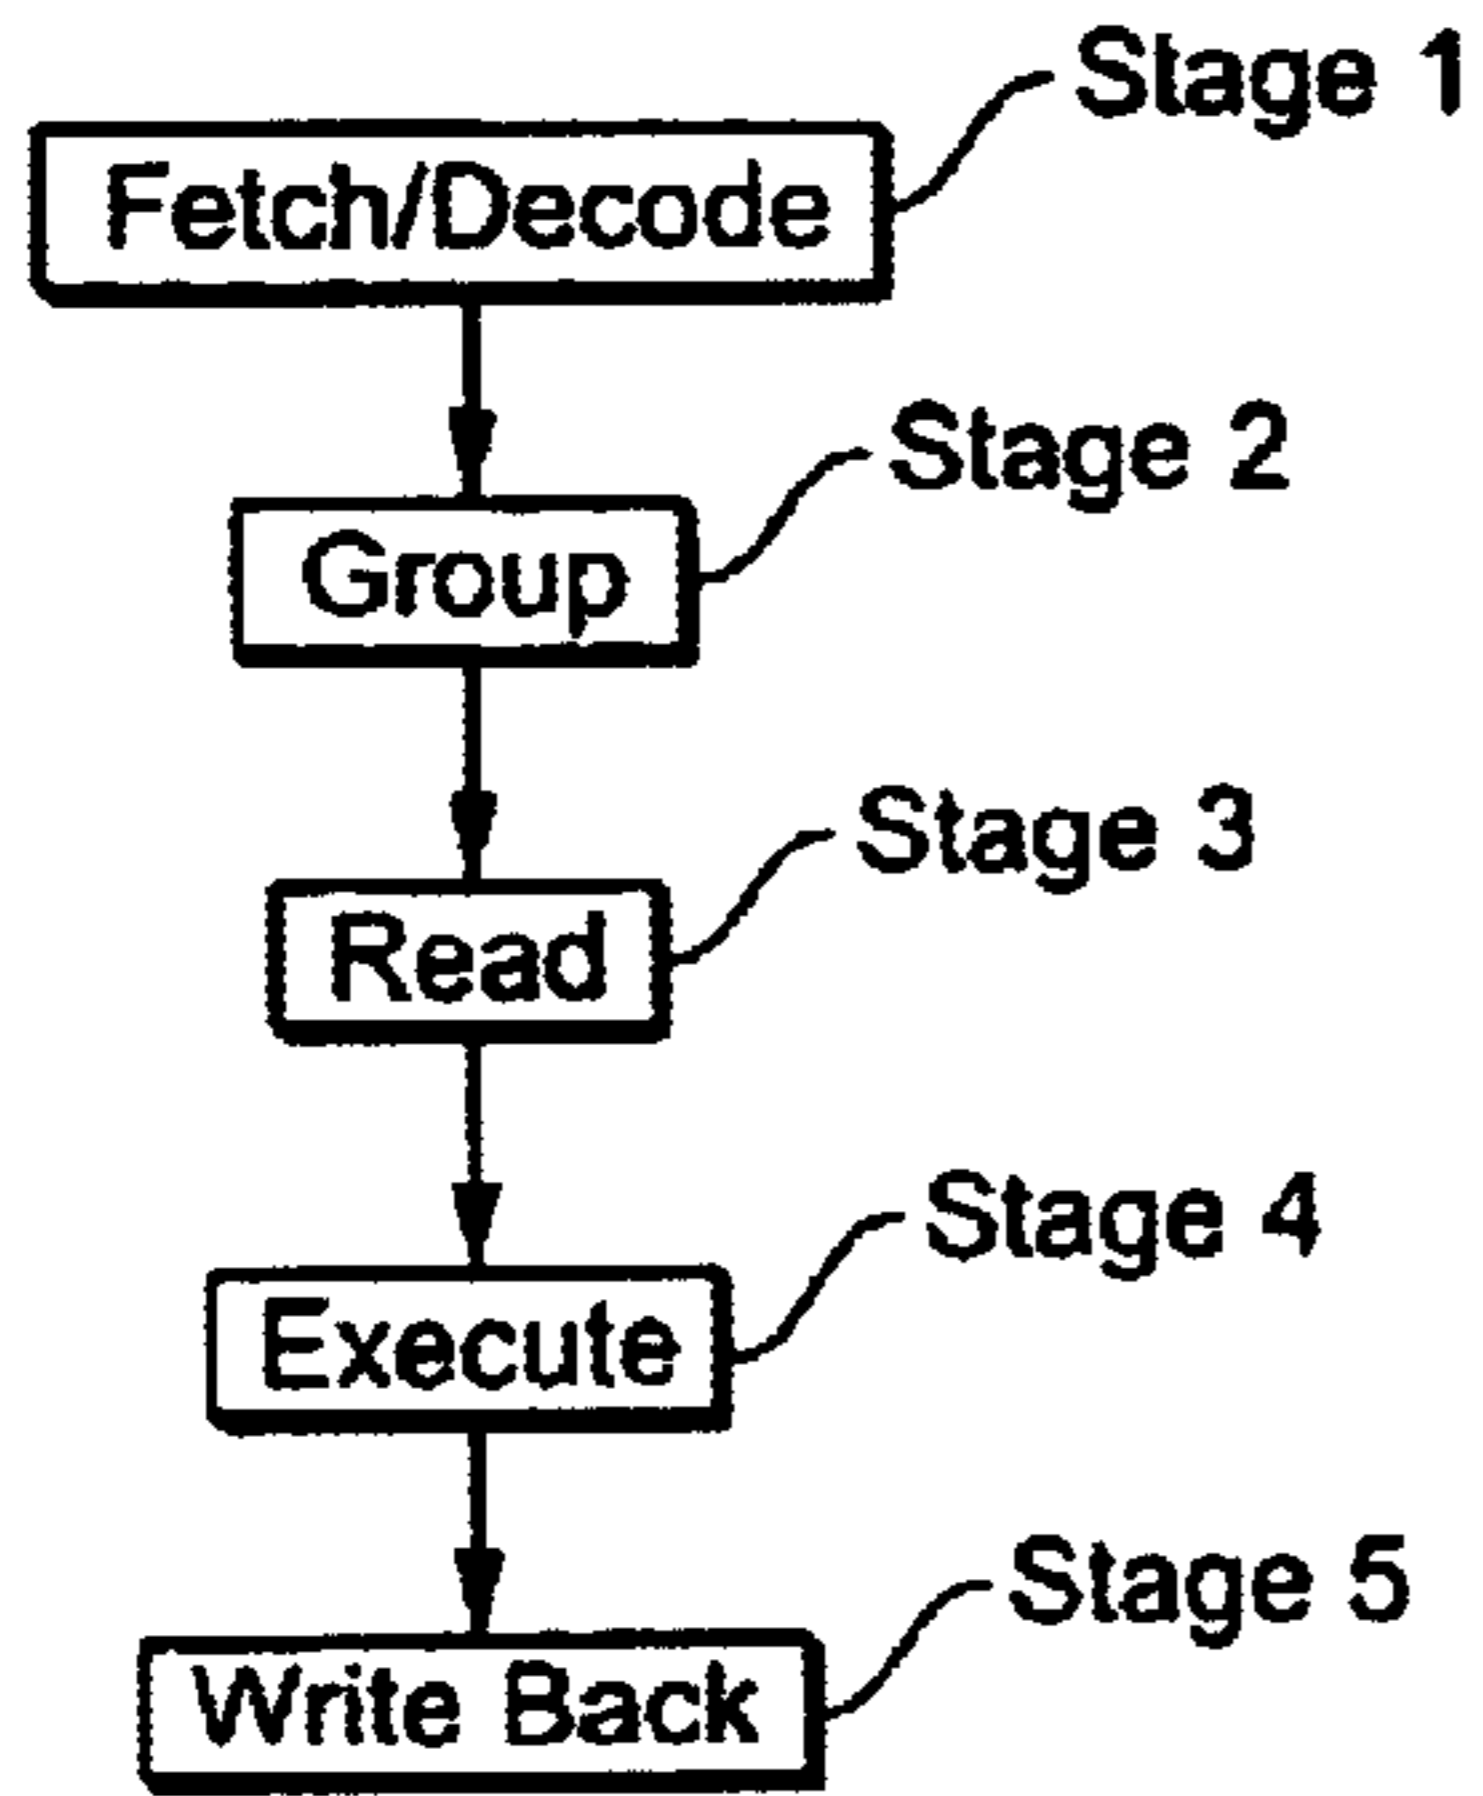 Stage 1
Fetch/Decode
Stage 2
Group
Stage 3
Read
Stage 4
Execute
Stage 5
Write Back